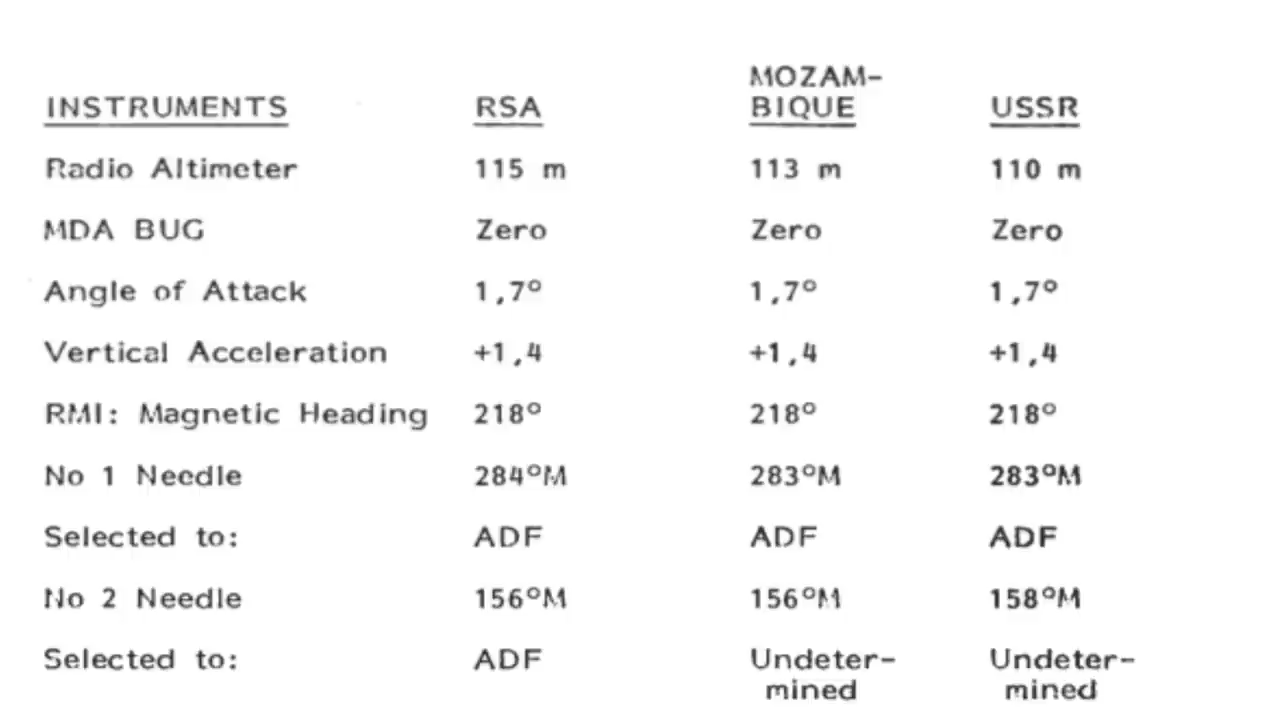 MOZAM-
INSTRUMENTS RSA BIQUE USSR
Radio Altimeter 115 m 113 m 110 m
MDA BUG Zero Zero Zero
Angle of Attack 1,7° 1,7° 1,7°
Vertical Acceleration +1,4 +1,4 +1,4
RMI: Magnetic Heading 218° 218° 218°
No 1 Needle 284°M 283°M 283°M
Selected to: ADF ADF ADF
No 2 Needle 156°M 156°M 158°M
Selected to: ADF Undeter- Undeter-
mined mined